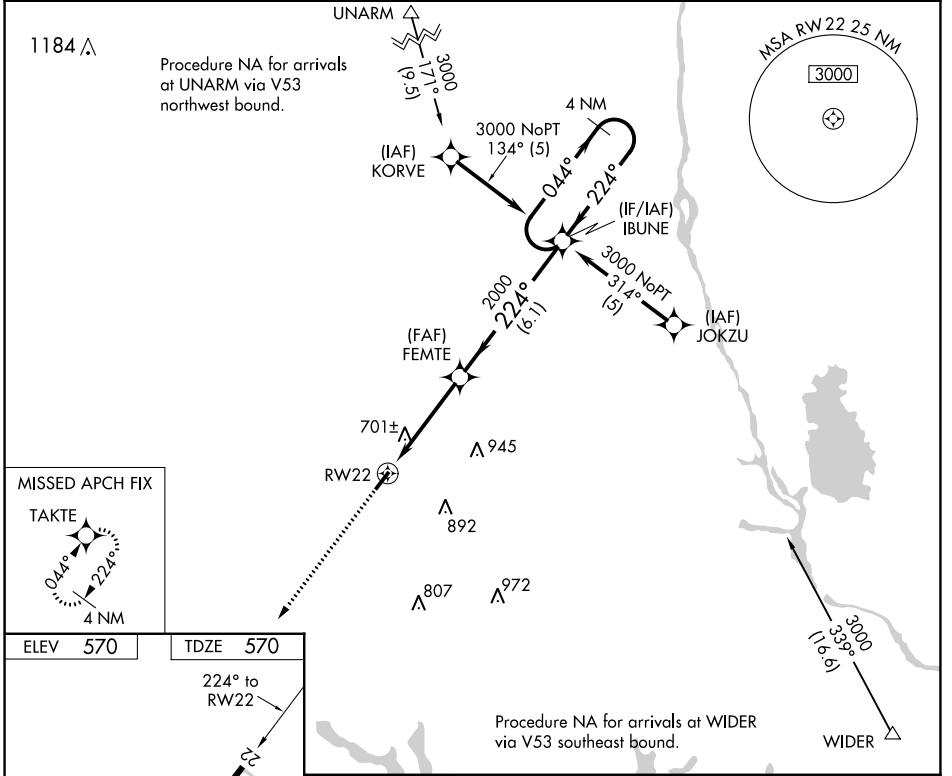 UNARM
1184
Procedure NA for arrivals
at UNARM via V53
northwest bound.
3000
171°
(9.5)
MSA RW22 25 NM
3000
4 NM
3000 NoPT
134° (5)
(IAF)
KORVE
044°
224°
(IF/IAF)
IBUNE
3000 NoPT
314°
(5)
(IAF)
JOKZU
2000
224°
(6.1)
(FAF)
FEMTE
701±
945
RW22
MISSED APCH FIX
TAKTE
044°
224°
4 NM
892
807
972
3000
339°
(16.6)
ELEV 570
TDZE 570
224° to
RW22
22
Procedure NA for arrivals at WIDER
via V53 southeast bound.
WIDER